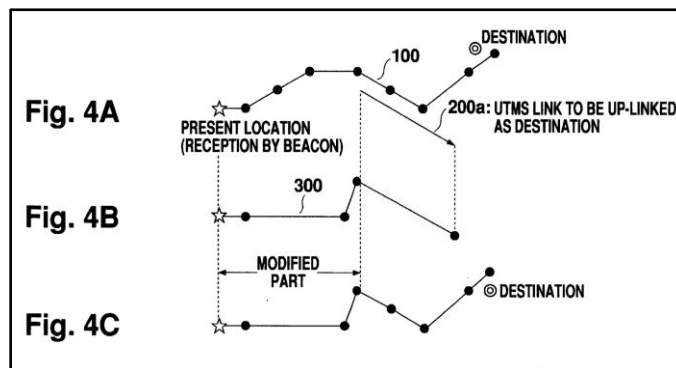 DESTINATION
100
Fig. 4A
200a: UTMS LINK TO BE UP-LINKED
AS DESTINATION
PRESENT LOCATION
(RECEPTION BY BEACON)
300
Fig. 4B
MODIFIED
PART
DESTINATION
Fig. 4C